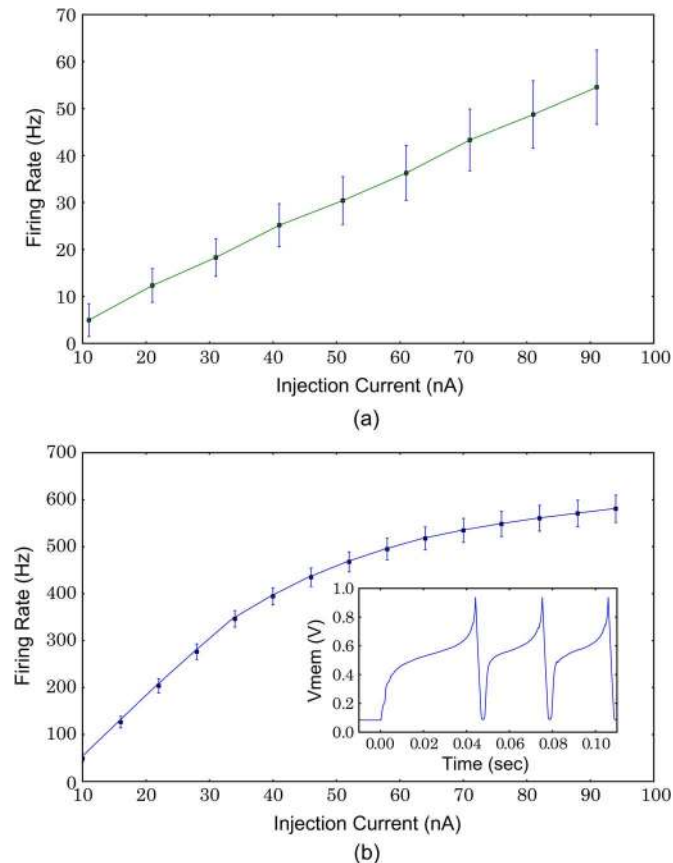 70
60
50
40
30
20
10
0
Firing Rate (Hz)
10 20 30 40 50 60 70 80 90 100
Injection Current (nA)
(a)
700
600
500
400
300
200
100
0
Firing Rate (Hz)
1.0
0.8
0.6
0.4
0.2
0.0
Vmem (V)
0.00 0.02 0.04 0.06 0.08 0.10
Time (sec)
10 20 30 40 50 60 70 80 90 100
Injection Current (nA)
(b)